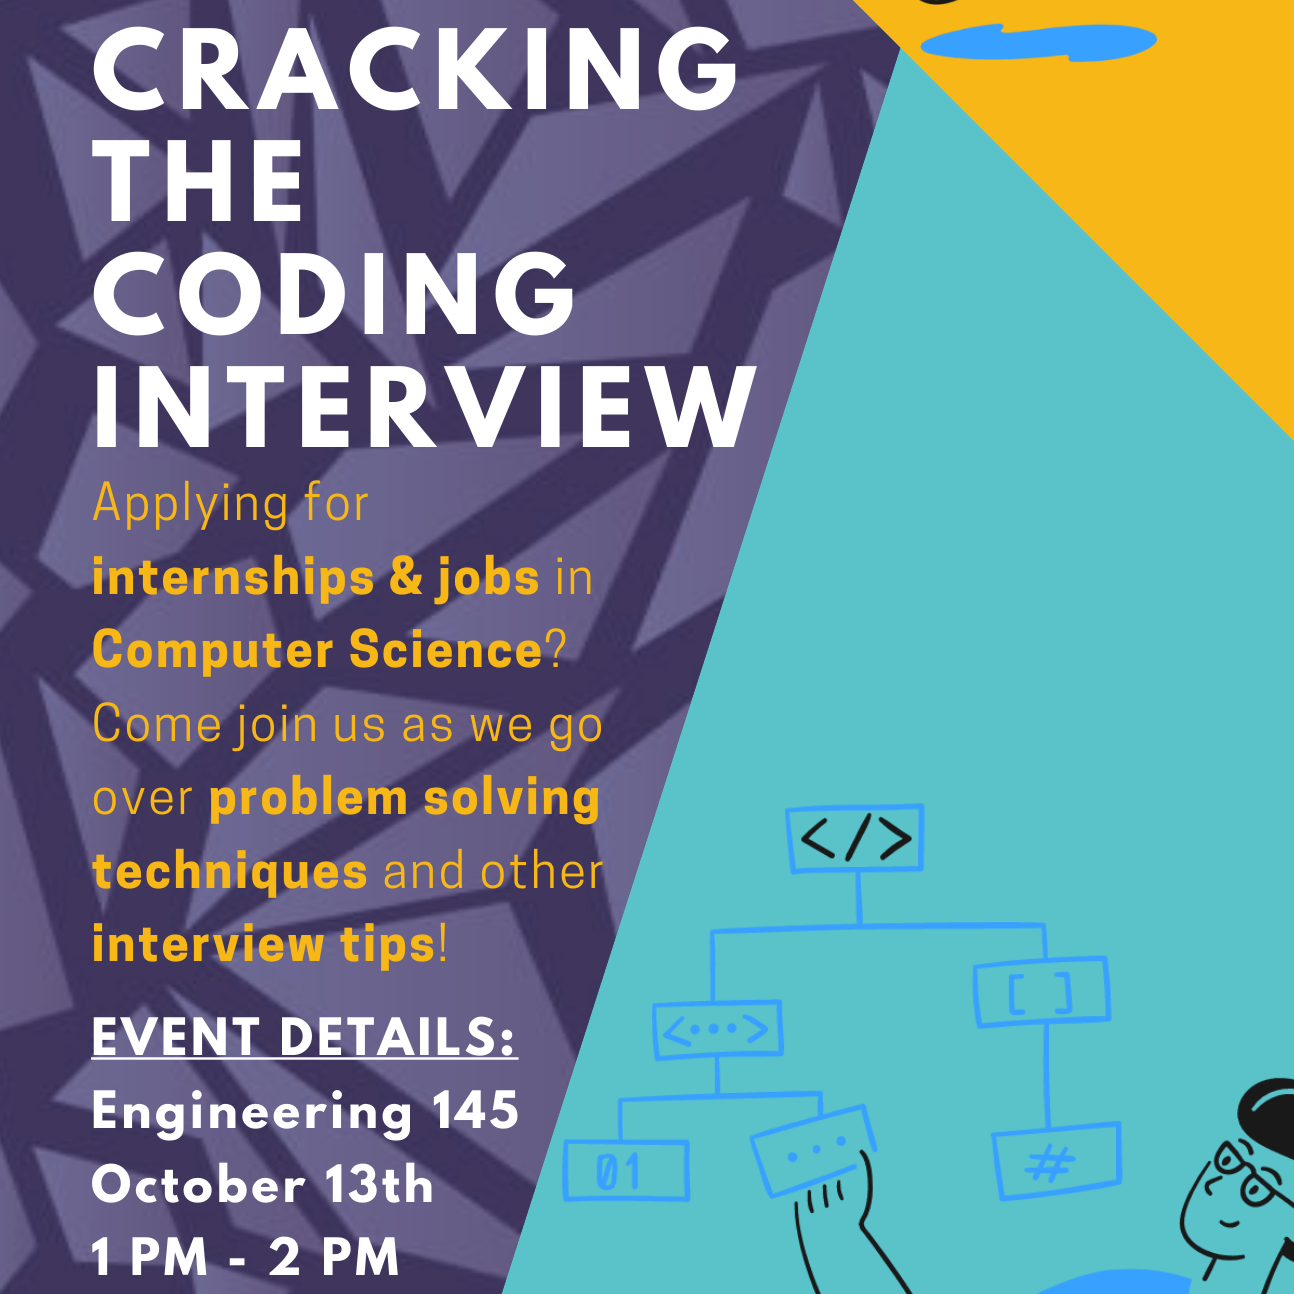 CRACKING
THE
CODING
INTERVIEW
Applying for
internships & jobs in
Computer Science?
Come join us as we go
over problem solving
techniques and other
interview tips!
EVENT DETAILS:
Engineering 145
October 13th
1 PM - 2 PM
</>
[ ]
<...>
01
...
#